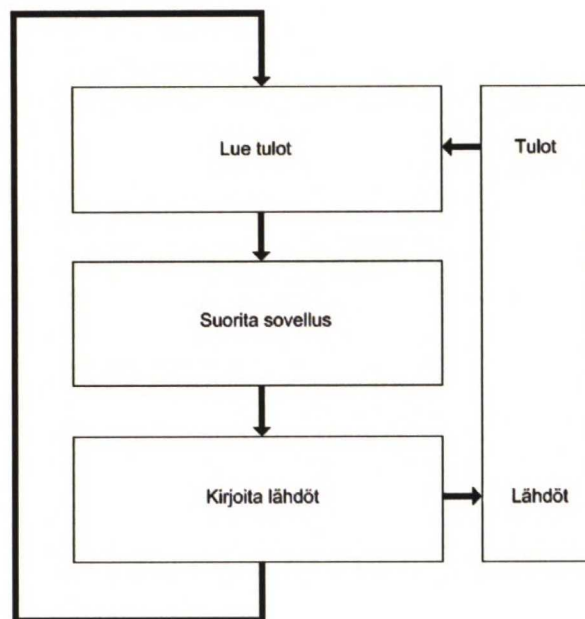 Lue tulot
Tulot
Suorita sovellus
Kirjoita lähdöt
Lähdöt